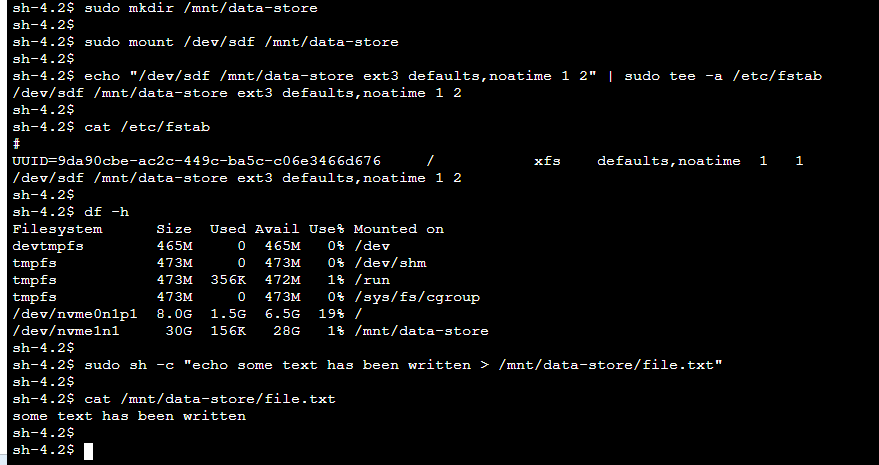 sh-4.2$ sudo mkdir /mnt/data-store
sh-4.2$
sh-4.2$ sudo mount /dev/sdf /mnt/data-store
sh-4.2$
sh-4.2$ echo "/dev/sdf /mnt/data-store ext3 defaults,noatime 1 2" | sudo tee -a /etc/fstab
/dev/sdf /mnt/data-store ext3 defaults,noatime 1 2
sh-4.2$
sh-4.2$ cat /etc/fstab
#
UUID=9da90cbe-ac2c-449c-ba5c-c06e3466d676     /           xfs    defaults,noatime  1   1
/dev/sdf /mnt/data-store ext3 defaults,noatime 1 2
sh-4.2$
sh-4.2$ df -h
Filesystem      Size  Used Avail Use% Mounted on
devtmpfs        465M     0  465M   0% /dev
tmpfs           473M     0  473M   0% /dev/shm
tmpfs           473M  356K  472M   1% /run
tmpfs           473M     0  473M   0% /sys/fs/cgroup
/dev/nvme0n1p1  8.0G  1.5G  6.5G  19% /
/dev/nvme1n1     30G  156K   28G   1% /mnt/data-store
sh-4.2$
sh-4.2$ sudo sh -c "echo some text has been written > /mnt/data-store/file.txt"
sh-4.2$
sh-4.2$ cat /mnt/data-store/file.txt
some text has been written
sh-4.2$
sh-4.2$